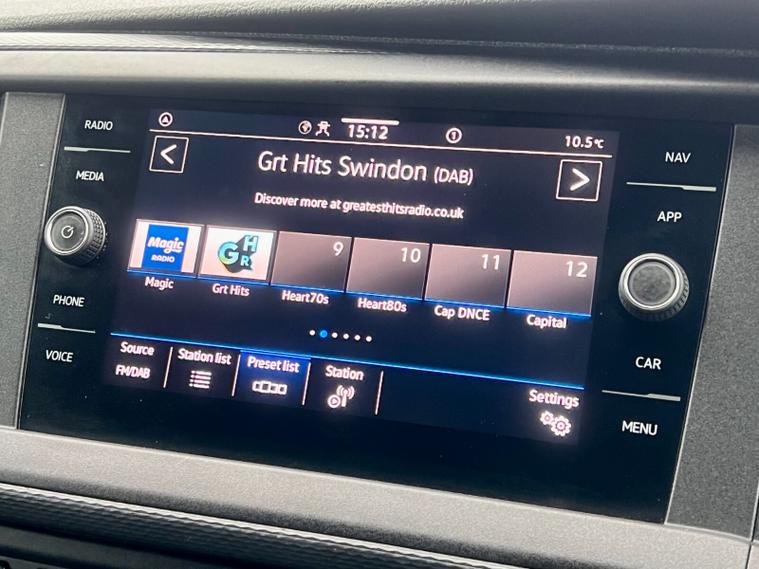 RADIO
MEDIA
PHONE
VOICE
15:12
1
10.5°C
Grt Hits Swindon (DAB)
Discover more at greatesthitsradio.co.uk
Magic
RADIO
GHR
9
10
11
12
Magic
Grt Hits
Heart70s
Heart80s
Cap DNCE
Capital
Source
FM/DAB
Station list
Preset list
Station
Settings
NAV
APP
CAR
MENU